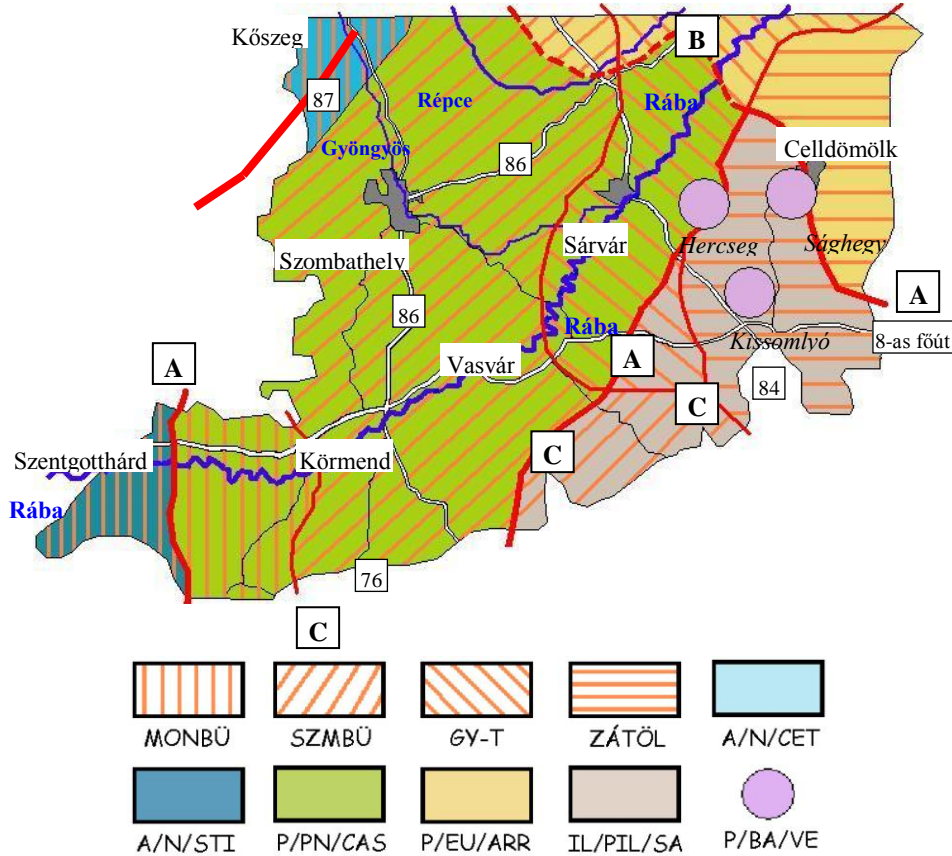 Kőszeg
B
87
Répce
Rába
Gyöngyös
86
Celldömölk
Sárvár
Hercseg
Sághegy
Szombathely
A
86
Rába
8-as főút
Kissomlyó
Vasvár
A
A
84
C
Szentgotthárd
Körmend
C
Rába
76
C
MONBÜ
SZMBÜ
GY-T
ZÁTÖL
A/N/CET
A/N/STI
P/PN/CAS
P/EU/ARR
IL/PIL/SA
P/BA/VE